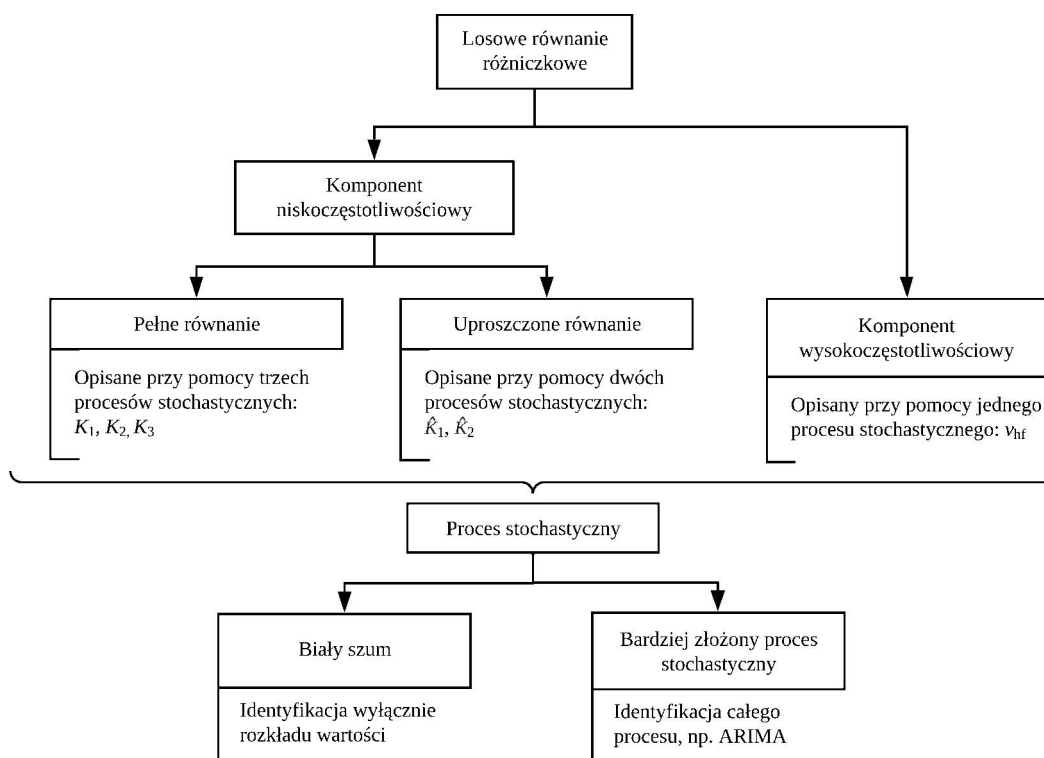 Losowe równanie
różniczkowe
Komponent
niskoczęstotliwościowy
Pełne równanie
Opisane przy pomocy trzech
procesów stochastycznych:
K₁, K₂, K₃
Uproszczone równanie
Opisane przy pomocy dwóch
procesów stochastycznych:
K̂₁, K̂₂
Komponent
wysokoczęstotliwościowy
Opisany przy pomocy jednego
procesu stochastycznego: v_hf
Proces stochastyczny
Biały szum
Identyfikacja wyłącznie
rozkładu wartości
Bardziej złożony proces
stochastyczny
Identyfikacja całego
procesu, np. ARIMA